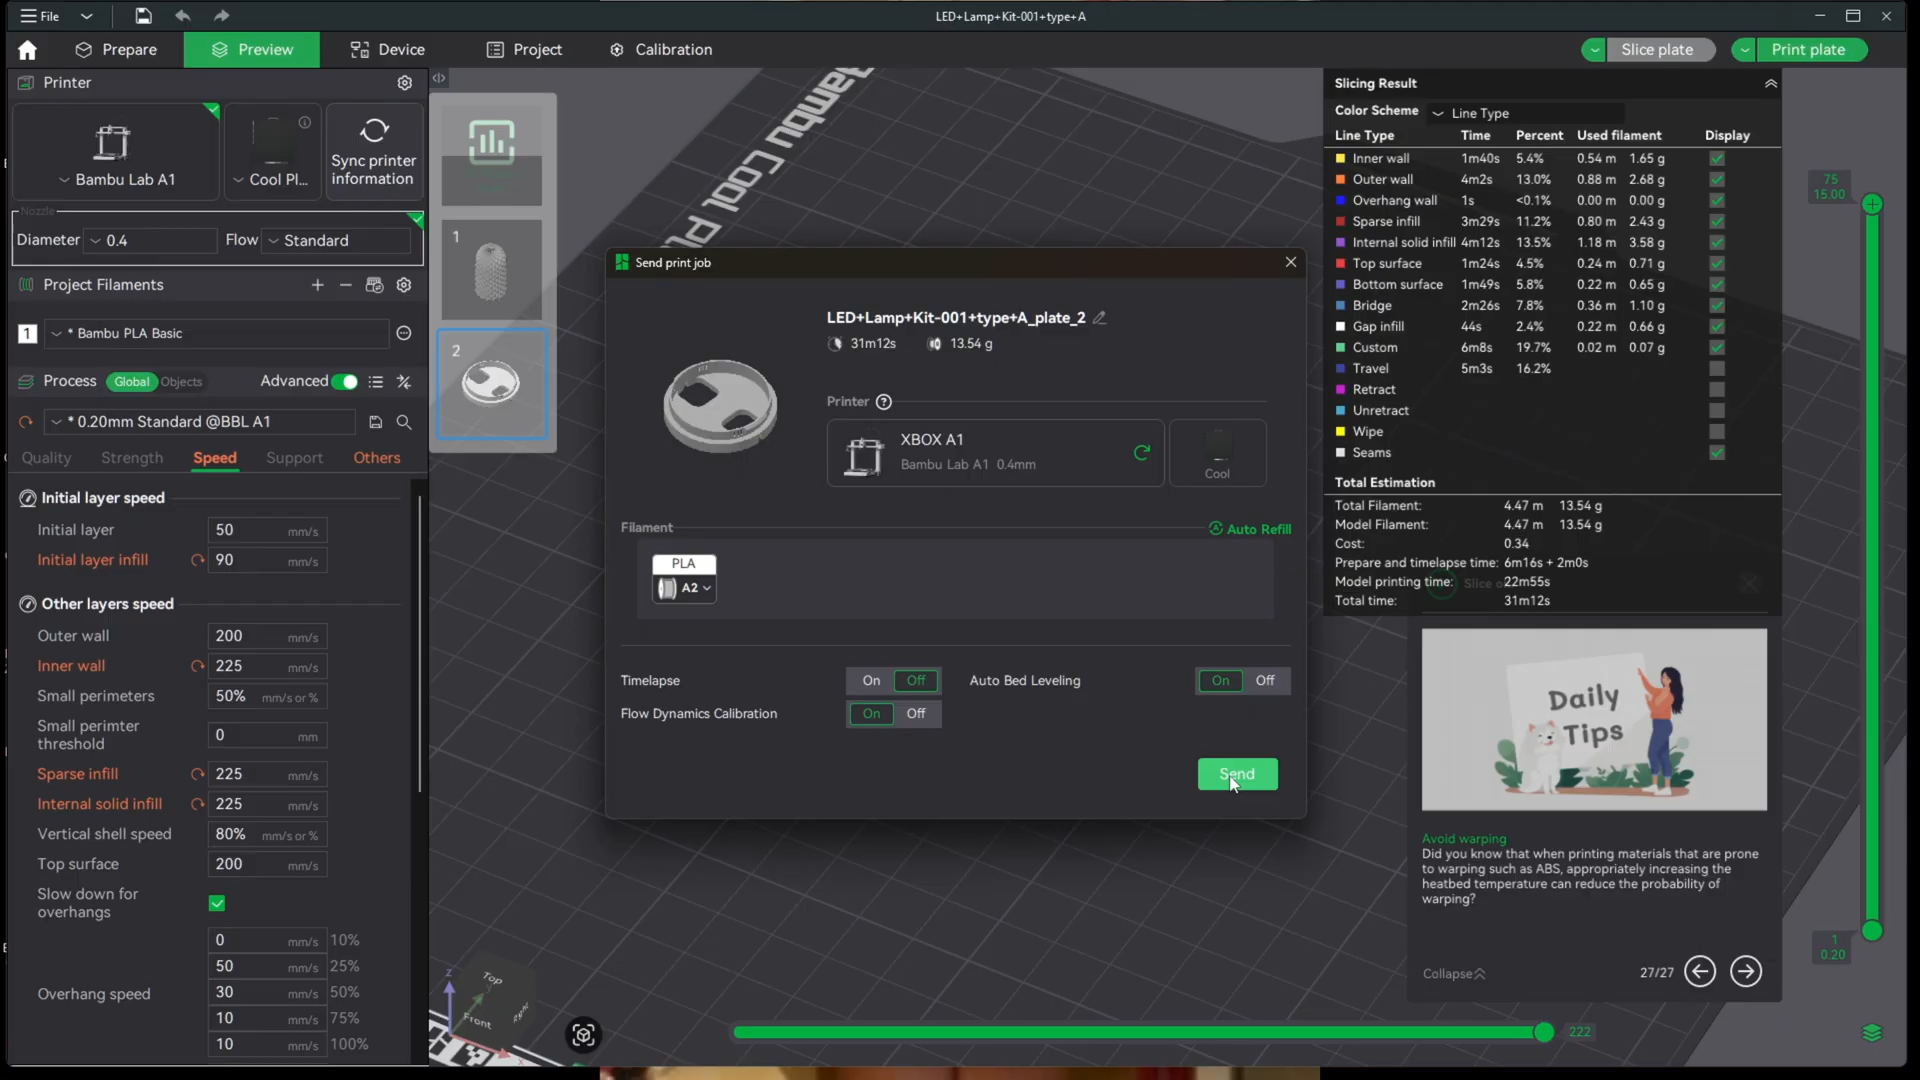 File
LED+Lamp+Kit-001+type+A
Prepare
Preview
Device
Project
Calibration
Slice plate
Print plate
Printer
Bambu Lab A1
Cool Pl...
Sync printer
information
Nozzle
Diameter
0.4
Flow
Standard
Project Filaments
1
* Bambu PLA Basic
Process
Global
Objects
Advanced
* 0.20mm Standard @BBL A1
Quality
Strength
Speed
Support
Others
Initial layer speed
Initial layer 50 mm/s
Initial layer infill 90 mm/s
Other layers speed
Outer wall 200 mm/s
Inner wall 225 mm/s
Small perimeters 50% mm/s or %
Small perimter
threshold
0 mm
Sparse infill 225 mm/s
Internal solid infill 225 mm/s
Vertical shell speed 80% mm/s or %
Top surface 200 mm/s
Slow down for
overhangs
Overhang speed
0 mm/s 10%
50 mm/s 25%
30 mm/s 50%
10 mm/s 75%
10 mm/s 100%
1
2
Bambu Cool Pl
Top
Front
Right
Z
Send print job
LED+Lamp+Kit-001+type+A_plate_2
31m12s 13.54 g
Printer
XBOX A1
Bambu Lab A1 0.4mm
Cool
Filament
Auto Refill
PLA
A2
Timelapse On Off
Auto Bed Leveling On Off
Flow Dynamics Calibration On Off
Send
222
Slicing Result
Color Scheme Line Type
Line Type Time Percent Used filament Display
Inner wall 1m40s 5.4% 0.54 m 1.65 g
Outer wall 4m2s 13.0% 0.88 m 2.68 g
Overhang wall 1s <0.1% 0.00 m 0.00 g
Sparse infill 3m29s 11.2% 0.80 m 2.43 g
Internal solid infill 4m12s 13.5% 1.18 m 3.58 g
Top surface 1m24s 4.5% 0.24 m 0.71 g
Bottom surface 1m49s 5.8% 0.22 m 0.65 g
Bridge 2m26s 7.8% 0.36 m 1.10 g
Gap infill 44s 2.4% 0.22 m 0.66 g
Custom 6m8s 19.7% 0.02 m 0.07 g
Travel 5m3s 16.2%
Retract
Unretract
Wipe
Seams
Total Estimation
Total Filament: 4.47 m 13.54 g
Model Filament: 4.47 m 13.54 g
Cost: 0.34
Prepare and timelapse time: 6m16s + 2m0s
Model printing time: 22m55s
Total time: 31m12s
Slice
Daily
Tips
Avoid warping
Did you know that when printing materials that are prone
to warping such as ABS, appropriately increasing the
heatbed temperature can reduce the probability of
warping?
Collapse
27/27
75
15.00
1
0.20